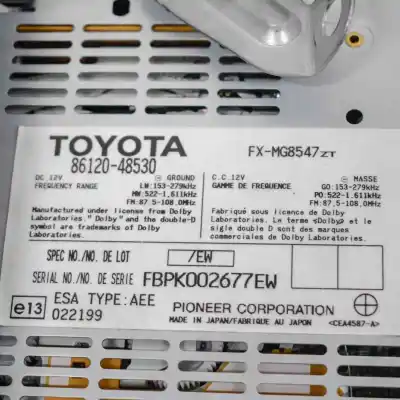 TOYOTA
86120-48530
FX-MG8547ZT
DC 12V GROUND
FREQUENCY RANGE LW:153-279kHz
MW:522-1,611kHz
FM:87.5-108.0MHz
C.C.12V MASSE
GAMME DE FREQUENCE GO:153-279kHz
PO:522-1,611kHz
FM:87.5-108.0MHz
Manufactured under license from Dolby
Laboratories. "Dolby" and the double-D
symbol are trademarks of Dolby
Laboratories.
Fabriqué sous licence de Dolby
Laboratories. Le terme «Dolby» et le
sigle double D sont des marques
commerciales de Dolby Laboratories.
SPEC NO./NO. DE LOT /EW
SERIAL NO./NO. DE SERIE FBPK002677EW
e13 ESA TYPE:AEE
022199
PIONEER CORPORATION
MADE IN JAPAN/FABRIQUE AU JAPON <CEA4587-A>